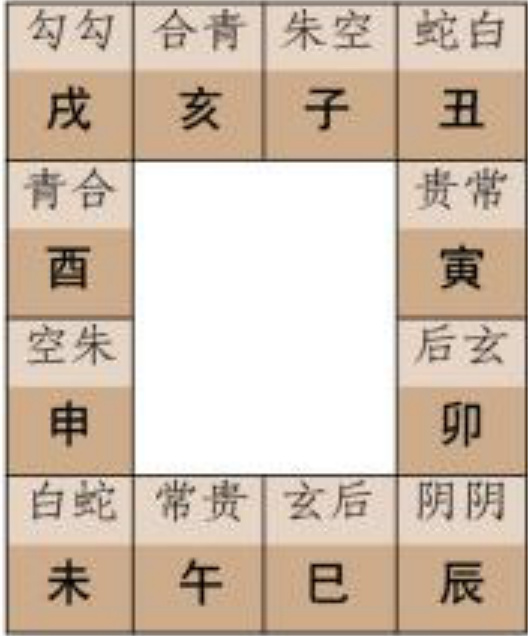 勾勾 合青 朱空 蛇白
戌 亥 子 丑
青合 贵常
酉 寅
空朱 后玄
申 卯
白蛇 常贵 玄后 阴阴
未 午 巳 辰